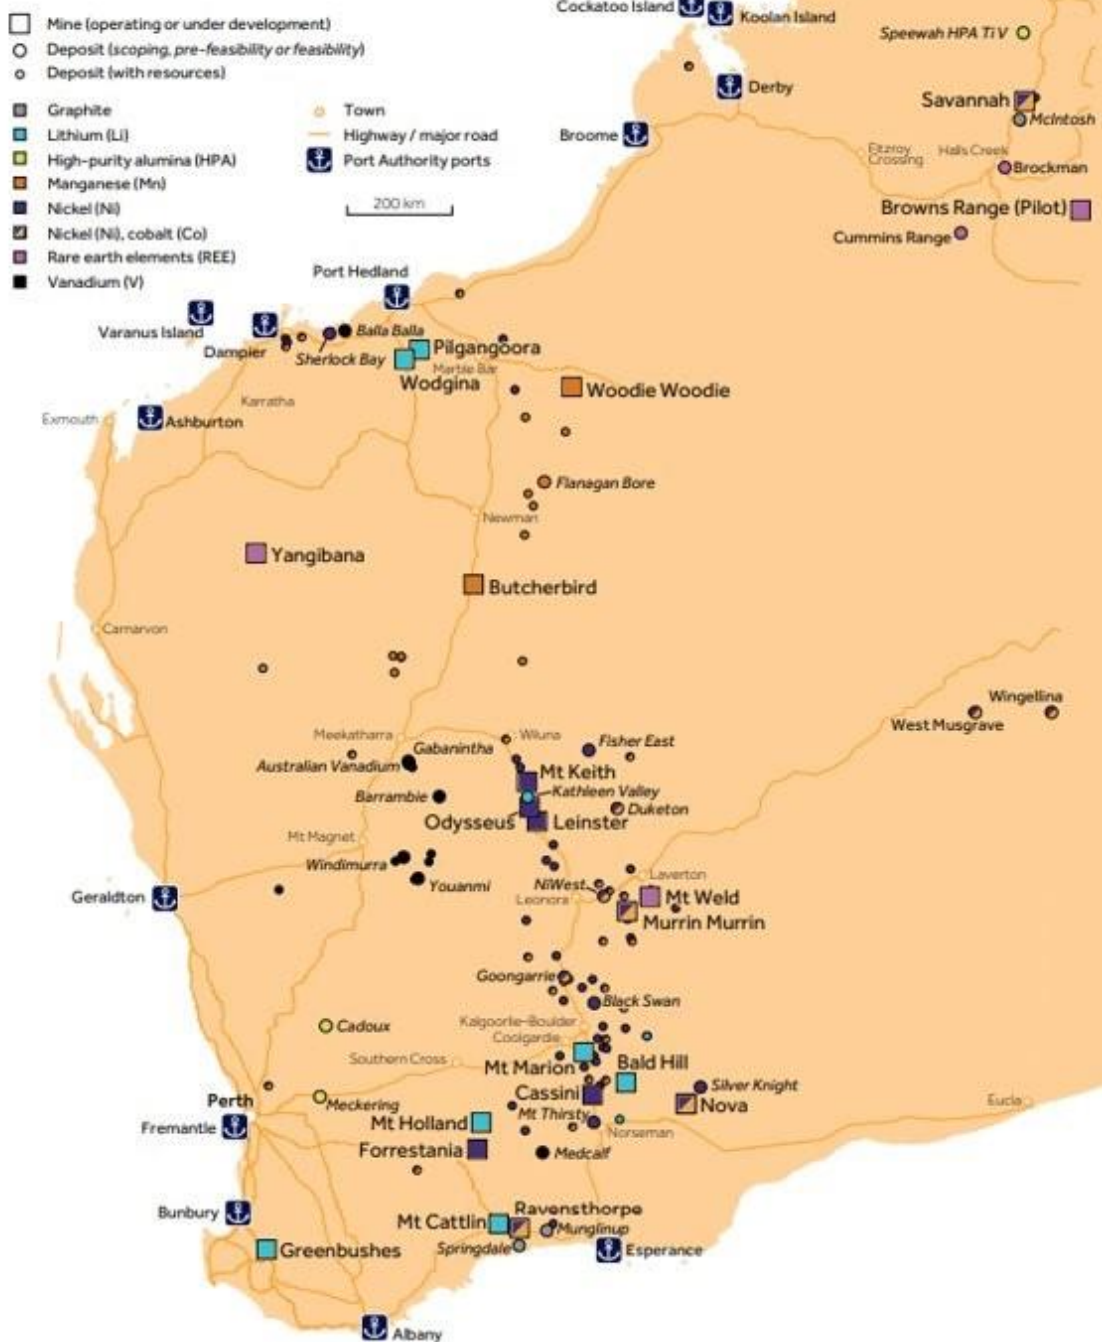 Mine (operating or under development)
Deposit (scoping, pre-feasibility or feasibility)
Deposit (with resources)
Graphite
Lithium (Li)
High-purity alumina (HPA)
Manganese (Mn)
Nickel (Ni)
Nickel (Ni), cobalt (Co)
Rare earth elements (REE)
Vanadium (V)
Town
Highway / major road
Port Authority ports
200 km
Cockatoo Island
Koolan Island
Speewah HPA Ti V
Derby
Savannah
McIntosh
Broome
Fitzroy
Crossing
Halls Creek
Brockman
Browns Range (Pilot)
Cummins Range
Port Hedland
Varanus Island
Dampier
Balla Balla
Sherlock Bay
Pilgangoora
Marble Bar
Wodgina
Woodie Woodie
Karratha
Exmouth
Ashburton
Flanagan Bore
Newman
Yangibana
Butcherbird
Carnarvon
Wingellina
West Musgrave
Meekatharra
Gabanintha
Wiluna
Fisher East
Australian Vanadium
Mt Keith
Kathleen Valley
Barrambie
Duketon
Odysseus
Leinster
Mt Magnet
Windimurra
Youanmi
Laverton
NiWest
Leonora
Mt Weld
Geraldton
Murrin Murrin
Goongarrie
Black Swan
Kalgoorlie-Boulder
Coolgardie
Cadoux
Southern Cross
Mt Marion
Bald Hill
Cassini
Silver Knight
Nova
Eucla
Perth
Meckering
Mt Thirsty
Fremantle
Mt Holland
Norseman
Forrestania
Medcalf
Bunbury
Ravensthorpe
Mt Cattlin
Munglinup
Springdale
Esperance
Greenbushes
Albany